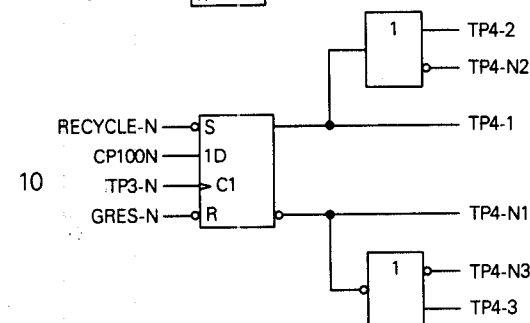 1
TP4-2
TP4-N2
RECYCLE-N
S
TP4-1
CP100N
1D
10
TP3-N
C1
GRES-N
R
TP4-N1
1
TP4-N3
TP4-3